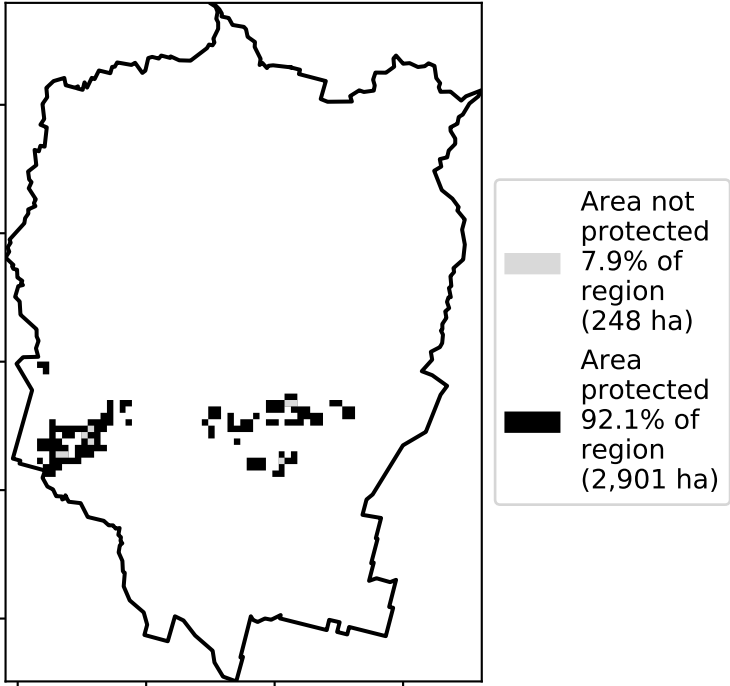 Area not
protected
7.9% of
region
(248 ha)
Area
protected
92.1% of
region
(2,901 ha)